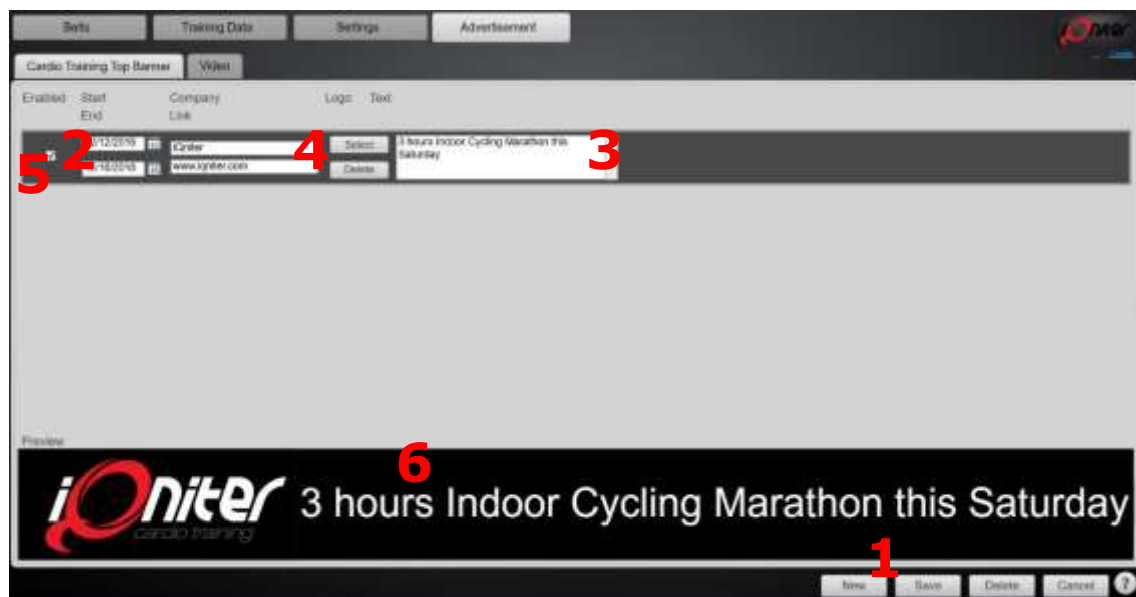 Belts Training Data Settings Advertisement
iQniter
Cardio Training Top Banner Video
Enabled Start Company Logo Text
End Link
2 4 3
5
iQniter Select 3 hours Indoor Cycling Marathon this
Saturday
www.iqniter.com Delete
Preview
6
iQniter 3 hours Indoor Cycling Marathon this Saturday
cardio training
1
New Save Delete Cancel ?